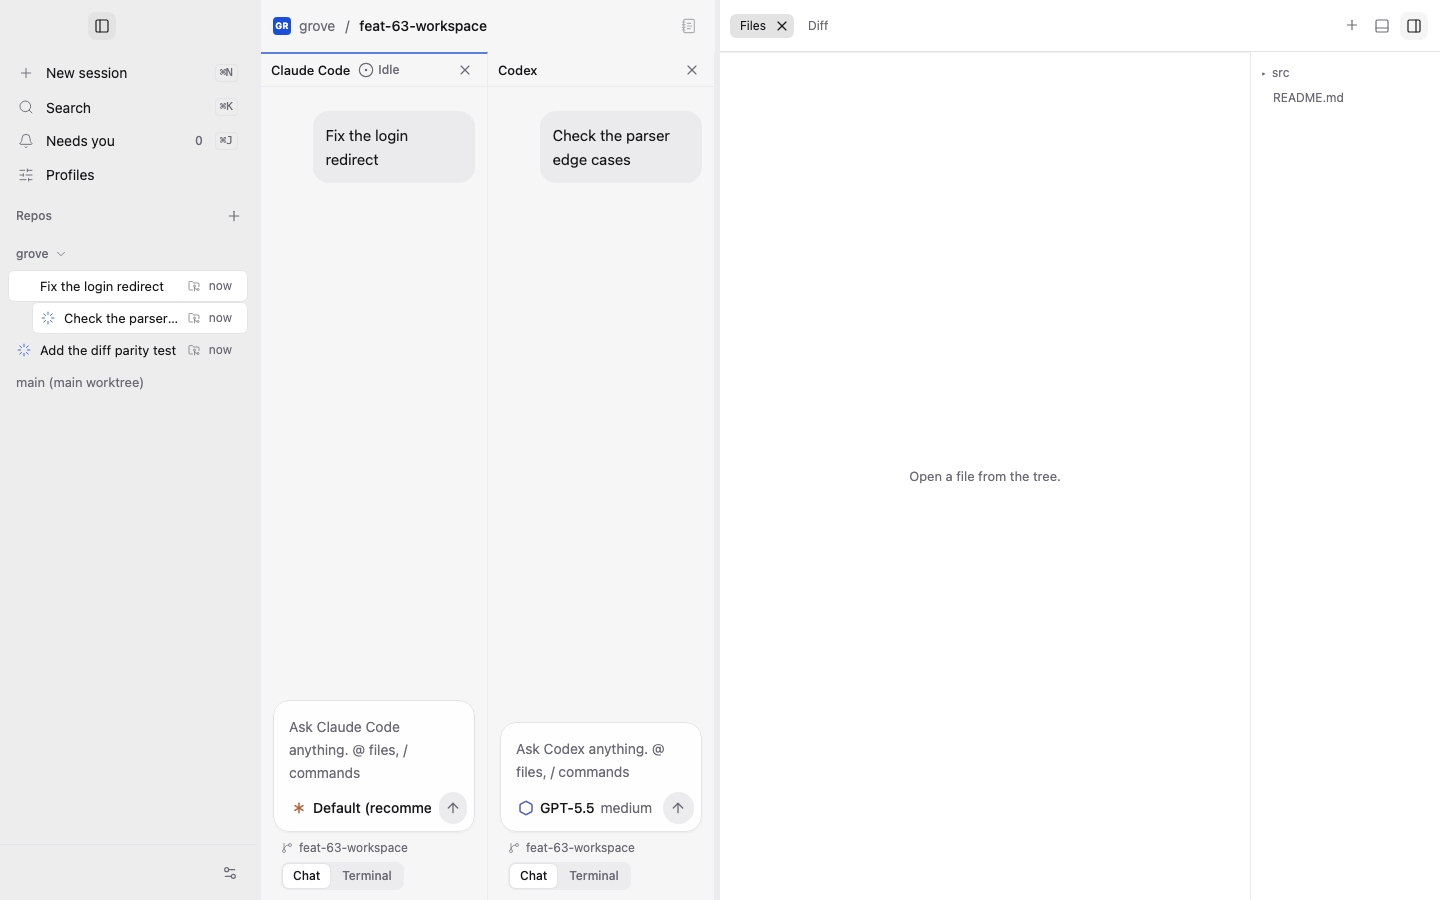 New session ⌘N
Search ⌘K
Needs you 0 ⌘J
Profiles
Repos
grove
Fix the login redirect now
Check the parser... now
Add the diff parity test now
main (main worktree)
GR grove / feat-63-workspace
Claude Code Idle
Fix the login
redirect
Ask Claude Code
anything. @ files, /
commands
Default (recomme
feat-63-workspace
Chat Terminal
Codex
Check the parser
edge cases
Ask Codex anything. @
files, / commands
GPT-5.5 medium
feat-63-workspace
Chat Terminal
Files Diff
Open a file from the tree.
src
README.md